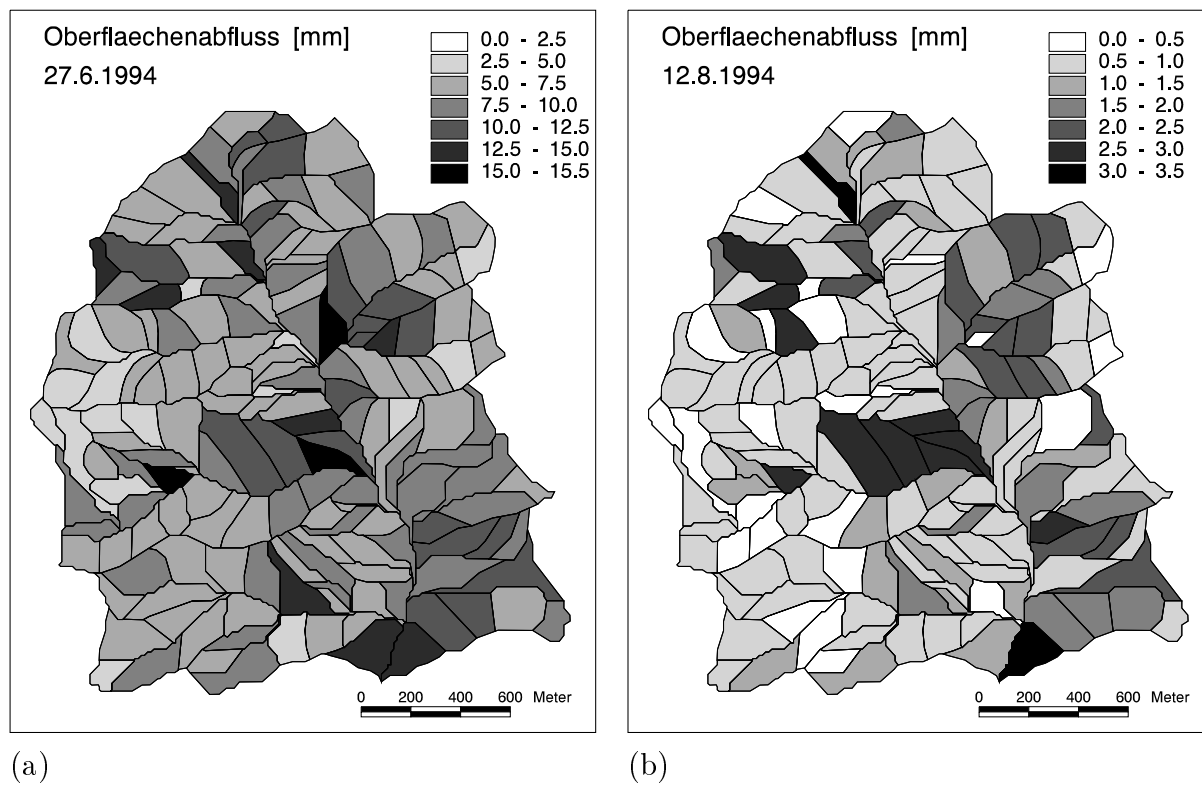 Oberflaechenabfluss [mm]
27.6.1994
0.0 - 2.5
2.5 - 5.0
5.0 - 7.5
7.5 - 10.0
10.0 - 12.5
12.5 - 15.0
15.0 - 15.5
0 200 400 600 Meter
(a)
Oberflaechenabfluss [mm]
12.8.1994
0.0 - 0.5
0.5 - 1.0
1.0 - 1.5
1.5 - 2.0
2.0 - 2.5
2.5 - 3.0
3.0 - 3.5
0 200 400 600 Meter
(b)